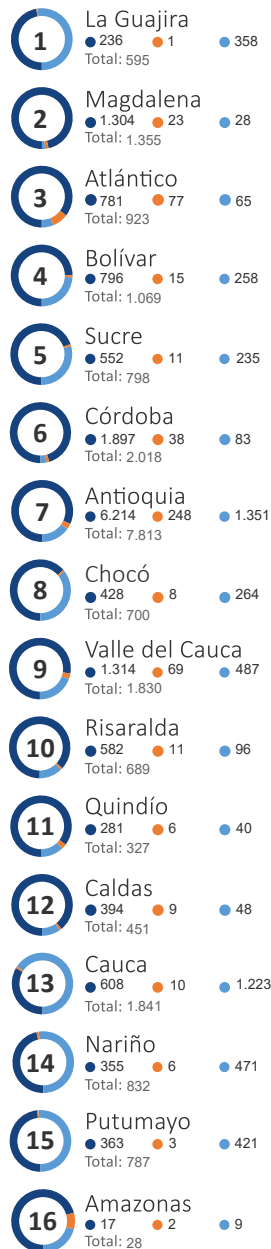 1
La Guajira
236 1 358
Total: 595
2
Magdalena
1.304 23 28
Total: 1.355
3
Atlántico
781 77 65
Total: 923
4
Bolívar
796 15 258
Total: 1.069
5
Sucre
552 11 235
Total: 798
6
Córdoba
1.897 38 83
Total: 2.018
7
Antioquia
6.214 248 1.351
Total: 7.813
8
Chocó
428 8 264
Total: 700
9
Valle del Cauca
1.314 69 487
Total: 1.830
10
Risaralda
582 11 96
Total: 689
11
Quindío
281 6 40
Total: 327
12
Caldas
394 9 48
Total: 451
13
Cauca
608 10 1.223
Total: 1.841
14
Nariño
355 6 471
Total: 832
15
Putumayo
363 3 421
Total: 787
16
Amazonas
17 2 9
Total: 28